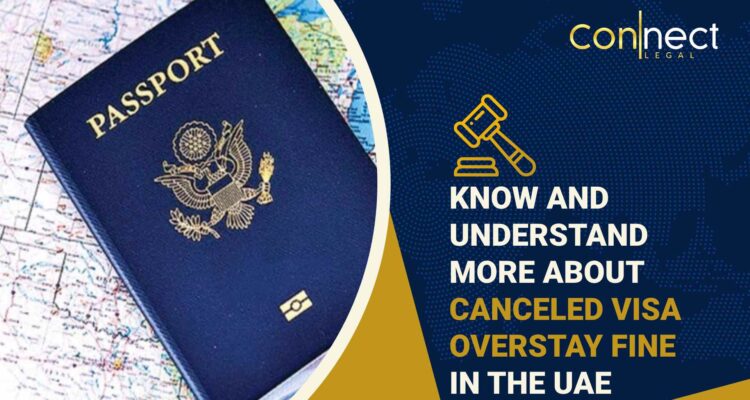 PASSPORT
Connect
LEGAL
KNOW AND
UNDERSTAND
MORE ABOUT
CANCELED VISA
OVERSTAY FINE
IN THE UAE